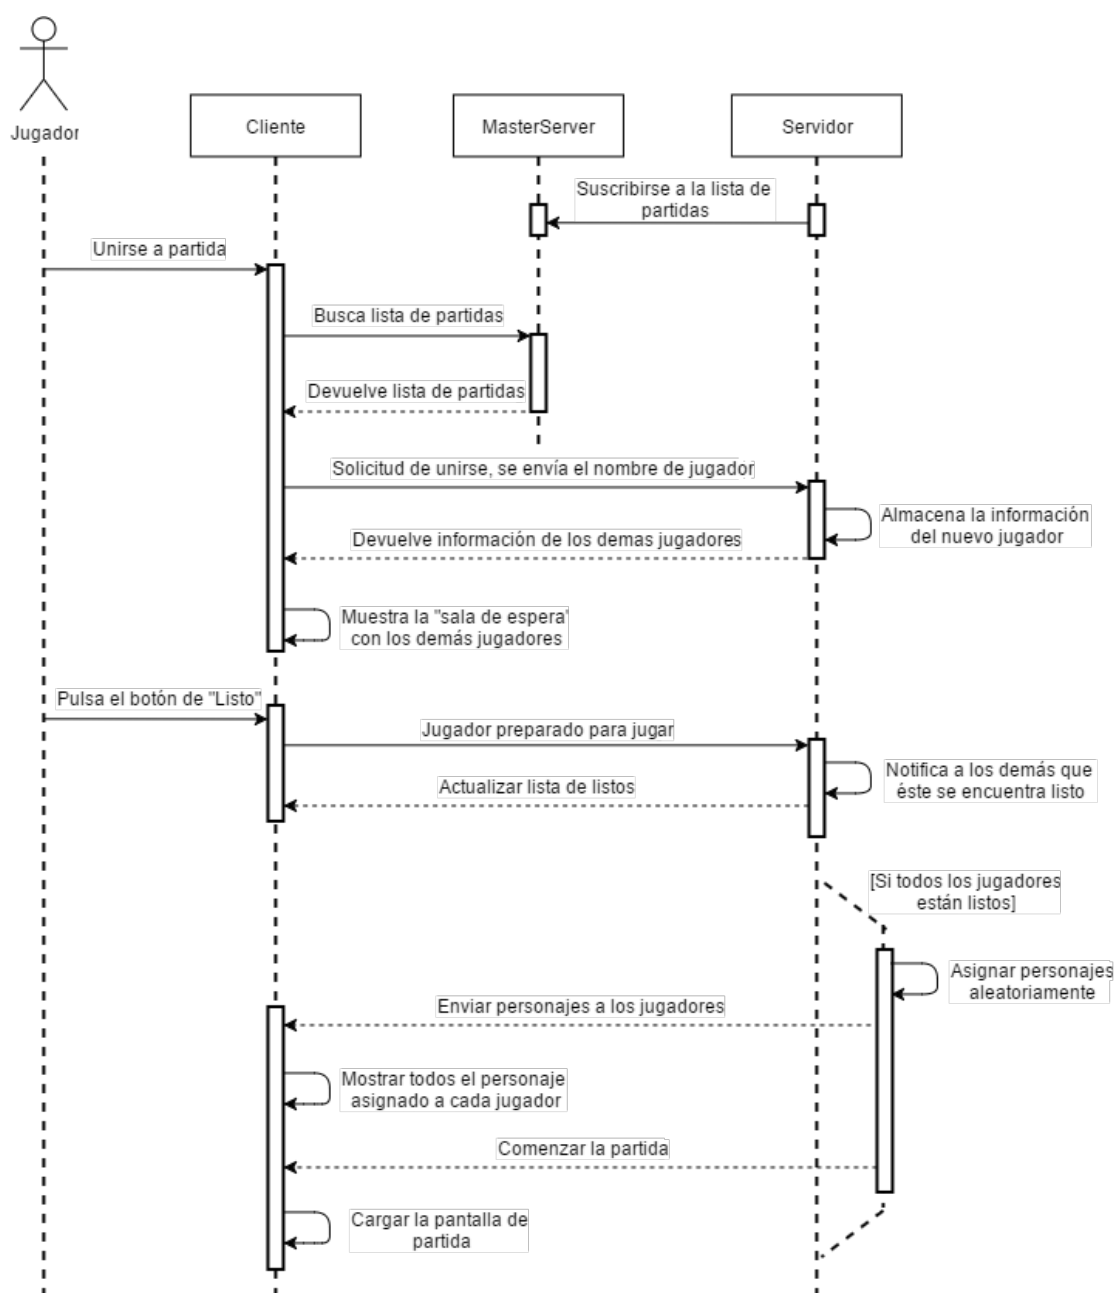 Jugador
Cliente
MasterServer
Servidor
Suscribirse a la lista de
partidas
Unirse a partida
Busca lista de partidas
Devuelve lista de partidas
Solicitud de unirse, se envía el nombre de jugador
Almacena la información
del nuevo jugador
Devuelve información de los demas jugadores
Muestra la "sala de espera"
con los demás jugadores
Pulsa el botón de "Listo"
Jugador preparado para jugar
Notifica a los demás que
éste se encuentra listo
Actualizar lista de listos
[Si todos los jugadores
están listos]
Asignar personajes
aleatoriamente
Enviar personajes a los jugadores
Mostrar todos el personaje
asignado a cada jugador
Comenzar la partida
Cargar la pantalla de
partida